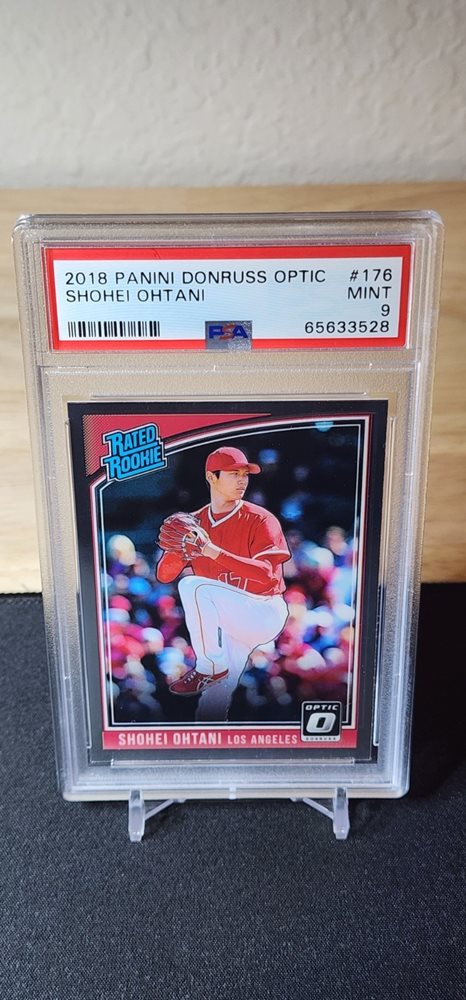 2018 PANINI DONRUSS OPTIC #176
SHOHEI OHTANI MINT
9
PSA 65633528
RATED
ROOKIE
17
OPTIC
DONRUSS
SHOHEI OHTANI LOS ANGELES